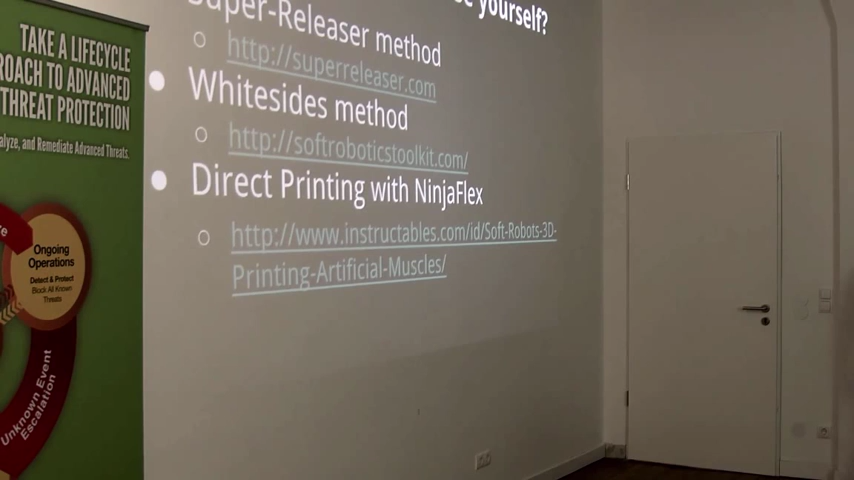 TAKE A LIFECYCLE
TO ADVANCED
THREAT PROTECTION
and Remediate Advanced Threats.
Ongoing
Operations
Detect & Protect
Block All Known
Threats
Unknown Event
Escalation
yourself?
Super-Releaser method
http://superreleaser.com
Whitesides method
http://softroboticstoolkit.com/
Direct Printing with NinjaFlex
http://www.instructables.com/id/Soft-Robots-3D-
Printing-Artificial-Muscles/